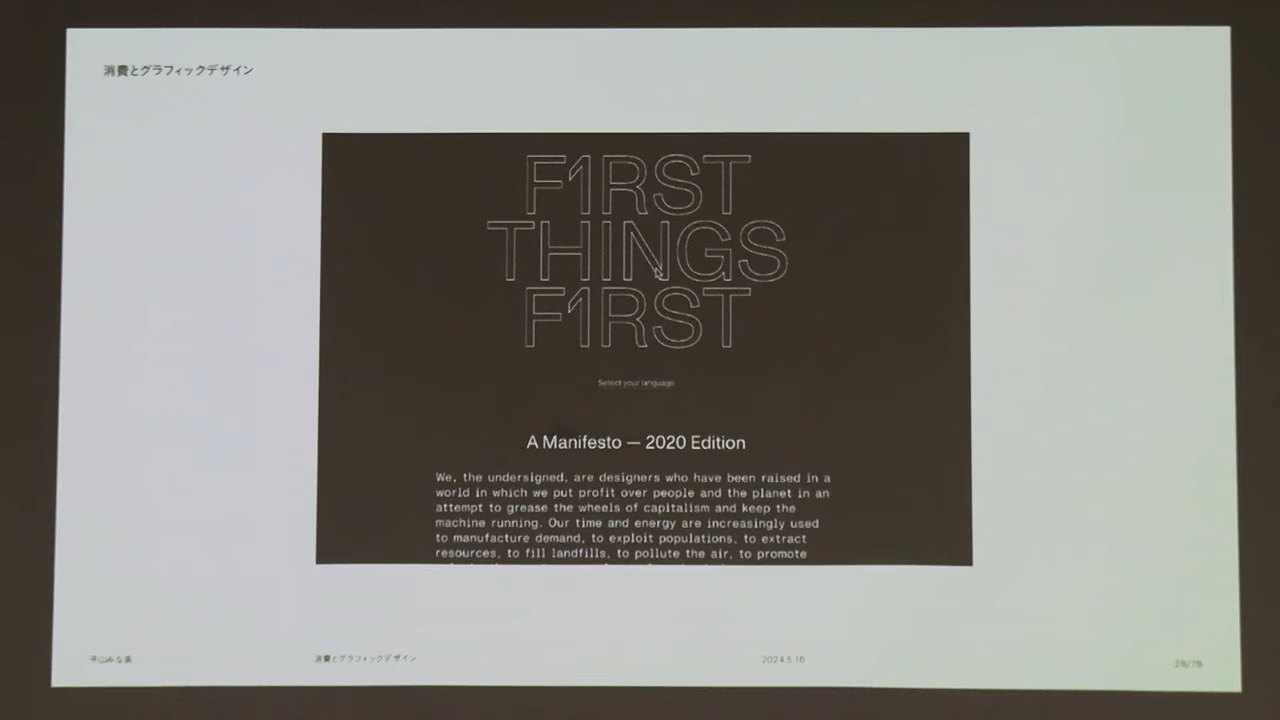 消費とグラフィックデザイン
F1RST
THINGS
F1RST
Select your language
A Manifesto — 2020 Edition
We, the undersigned, are designers who have been raised in a
world in which we put profit over people and the planet in an
attempt to grease the wheels of capitalism and keep the
machine running. Our time and energy are increasingly used
to manufacture demand, to exploit populations, to extract
resources, to fill landfills, to pollute the air, to promote
消費とグラフィックデザイン
2024.5.16
28/78